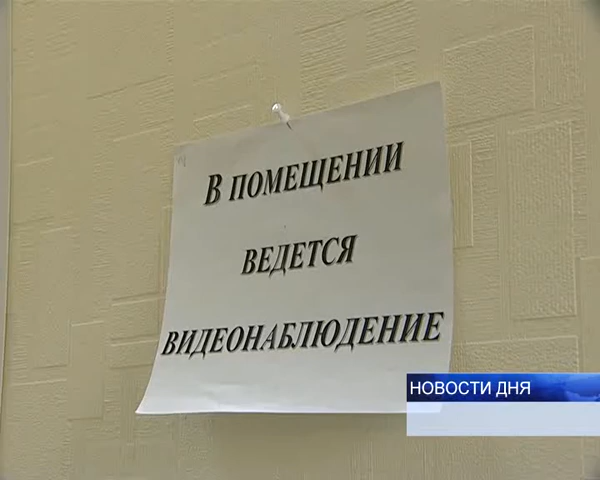 В ПОМЕЩЕНИИ
ВЕДЕТСЯ
ВИДЕОНАБЛЮДЕНИЕ
НОВОСТИ ДНЯ